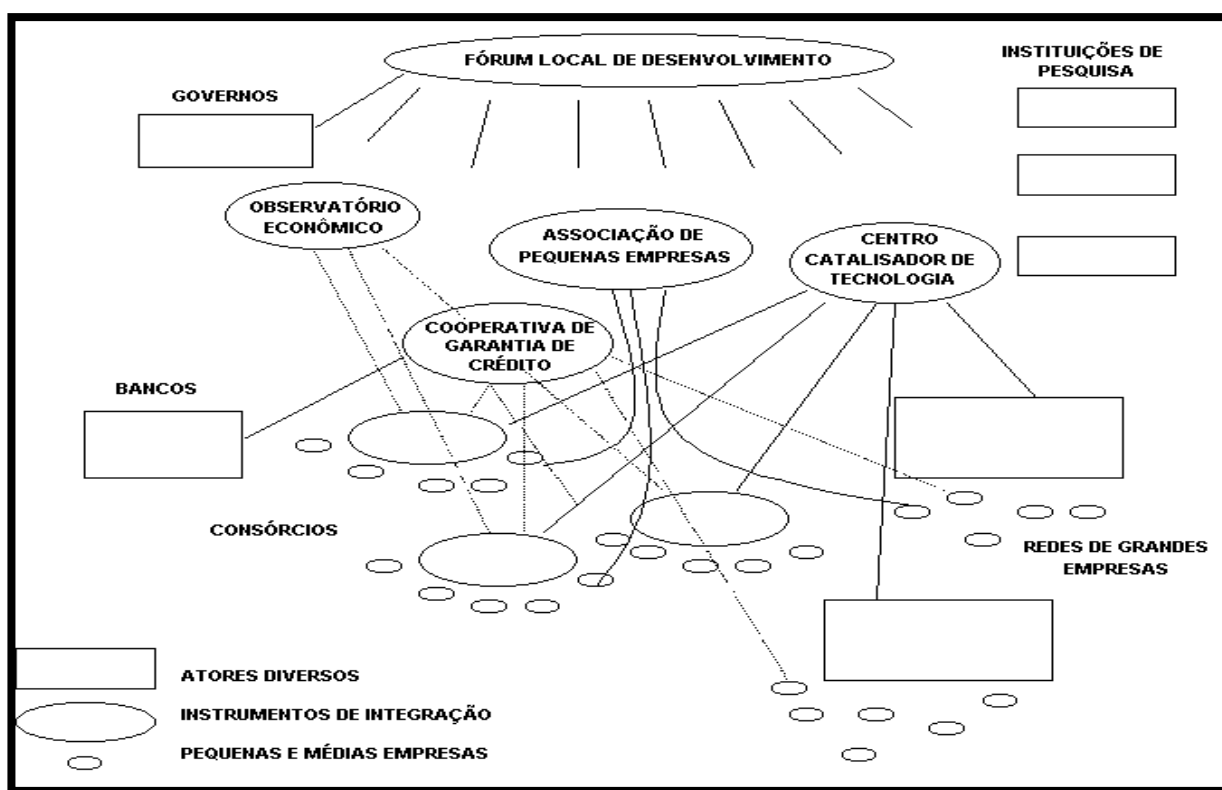 FÓRUM LOCAL DE DESENVOLVIMENTO
INSTITUIÇÕES DE
PESQUISA
GOVERNOS
OBSERVATÓRIO
ECONÔMICO
ASSOCIAÇÃO DE
PEQUENAS EMPRESAS
CENTRO
CATALISADOR DE
TECNOLOGIA
COOPERATIVA DE
GARANTIA DE
CRÉDITO
BANCOS
CONSÓRCIOS
REDES DE GRANDES
EMPRESAS
ATORES DIVERSOS
INSTRUMENTOS DE INTEGRAÇÃO
PEQUENAS E MÉDIAS EMPRESAS